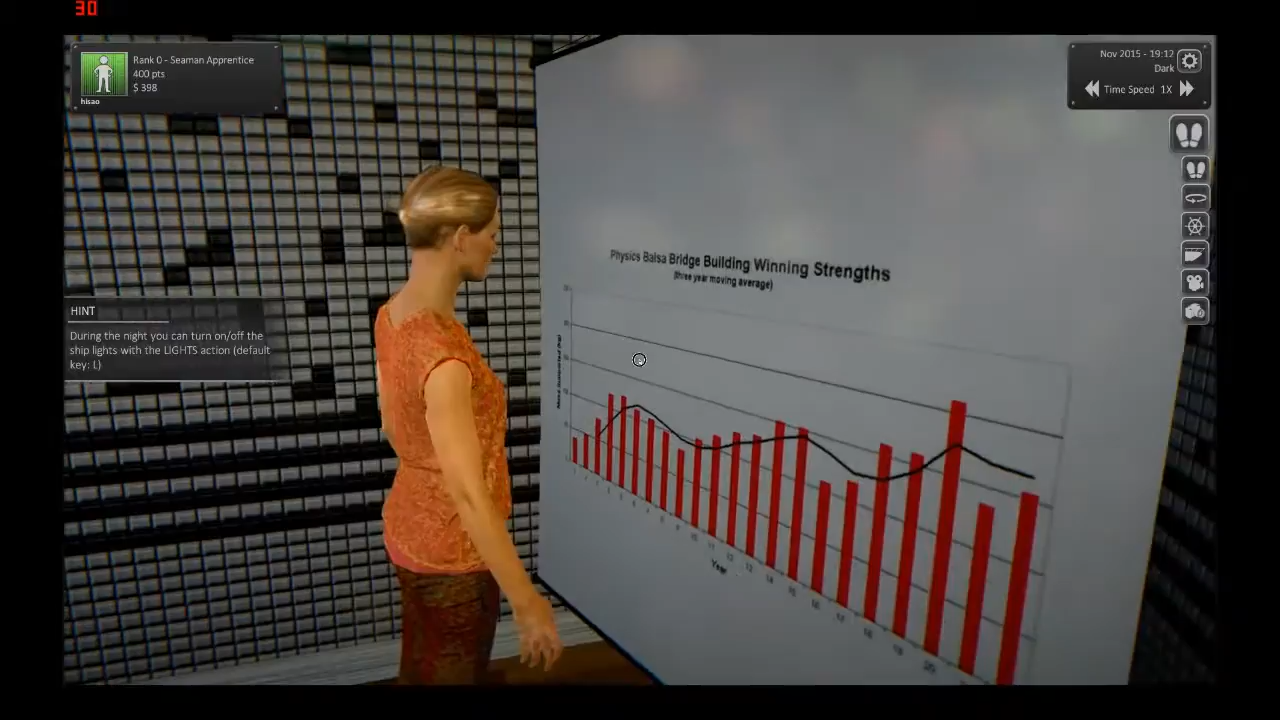 30
Rank 0 - Seaman Apprentice
400 pts
$ 398
hisao
Nov 2015 - 19:12
Dark
Time Speed 1X
HINT
During the night you can turn on/off the
ship lights with the LIGHTS action (default
key: L)
Physics Balsa Bridge Building Winning Strengths
(three year moving average)
Year